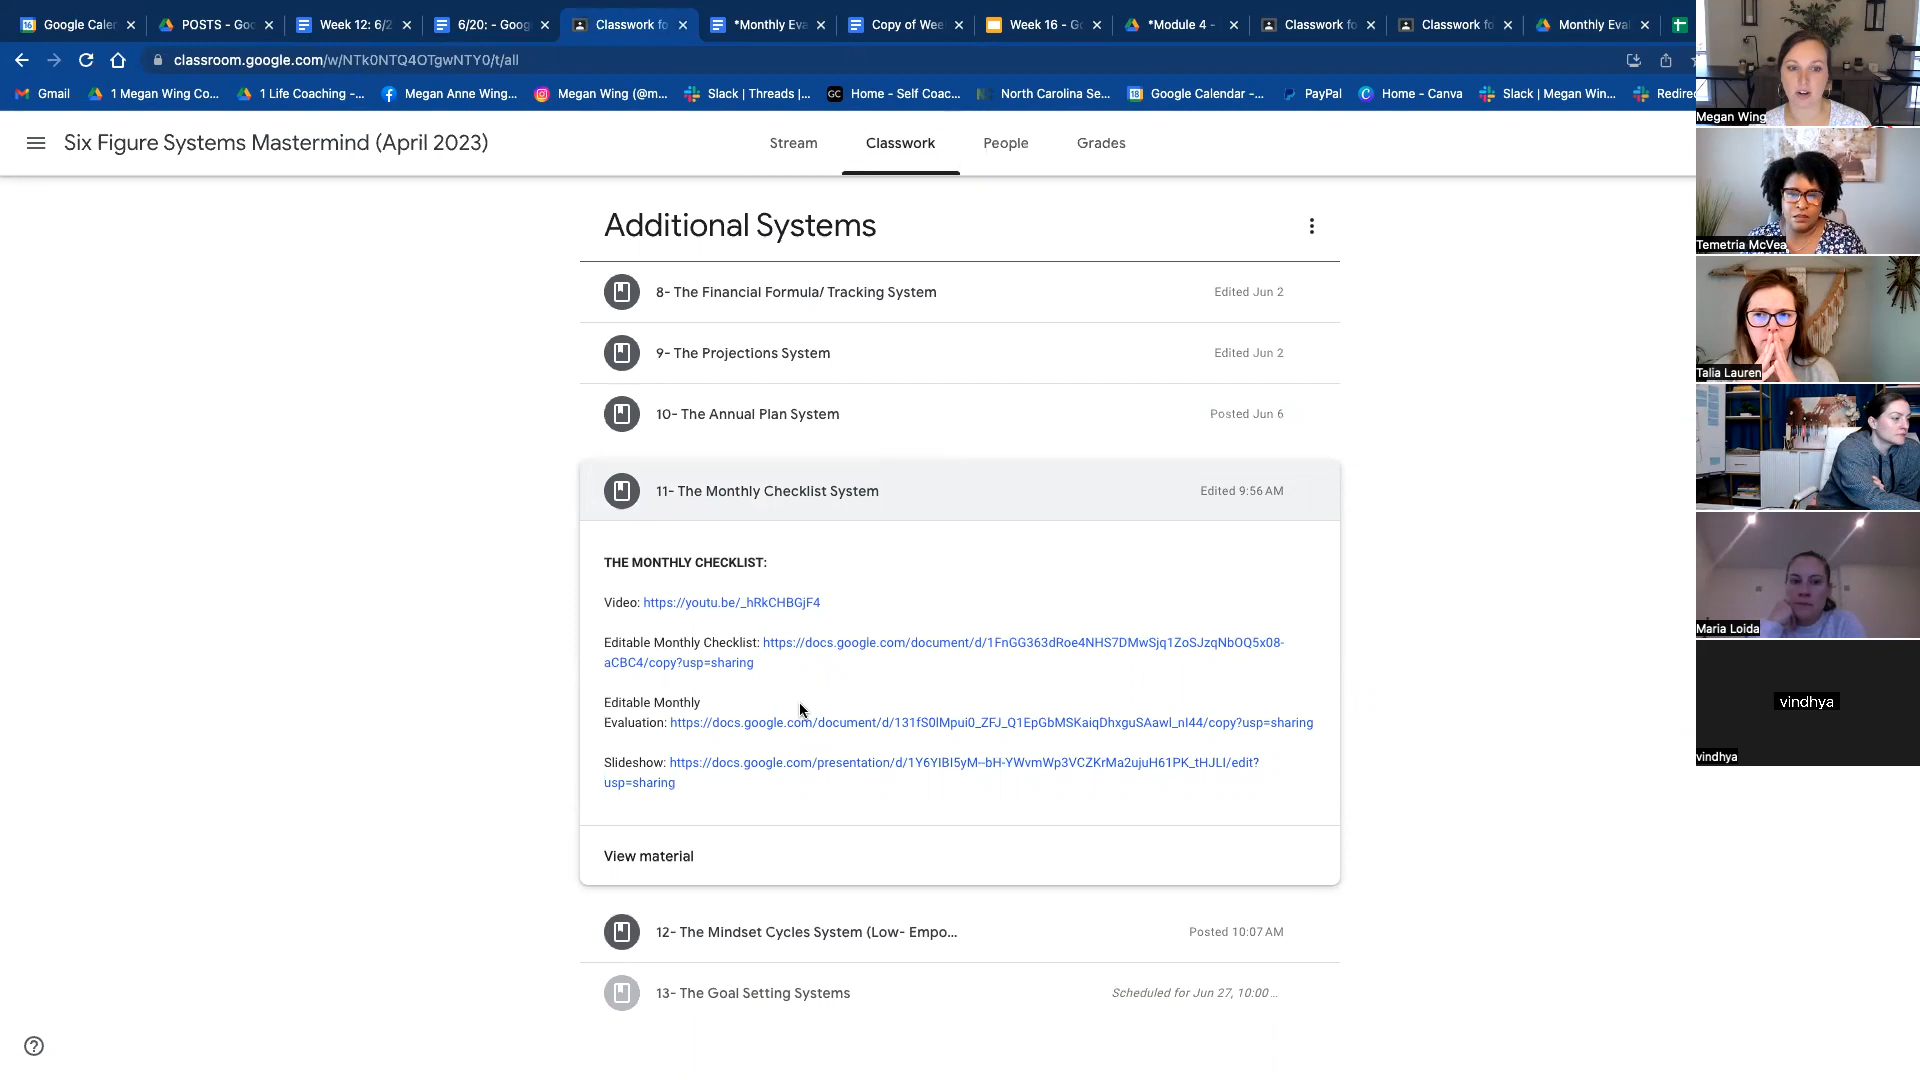 Google Cale
POSTS - Goo
Week 12: 6/2
6/20: - Goog
Classwork fo
*Monthly Eva
Copy of Wee
Week 16 - Go
*Module 4 -
Classwork fo
Classwork fo
Monthly Eva
classroom.google.com/w/NTk0NTQ4OTgwNTY0/t/all
Gmail
1 Megan Wing Co...
1 Life Coaching -...
Megan Anne Wing...
Megan Wing (@m...
Slack | Threads |...
GC
Home - Self Coac...
North Carolina Se...
Google Calendar -...
PayPal
Home - Canva
Slack | Megan Win...
Redirec
Six Figure Systems Mastermind (April 2023)
Stream
Classwork
People
Grades
Additional Systems
8- The Financial Formula/ Tracking System
Edited Jun 2
9- The Projections System
Edited Jun 2
10- The Annual Plan System
Posted Jun 6
11- The Monthly Checklist System
Edited 9:56 AM
THE MONTHLY CHECKLIST:
Video: https://youtu.be/_hRkCHBGjF4
Editable Monthly Checklist: https://docs.google.com/document/d/1FnGG363dRoe4NHS7DMwSjq1ZoSJzqNbOQ5x08-
aCBC4/copy?usp=sharing
Editable Monthly
Evaluation: https://docs.google.com/document/d/131fS0lMpui0_ZFJ_Q1EpGbMSKaiqDhxguSAawl_nI44/copy?usp=sharing
Slideshow: https://docs.google.com/presentation/d/1Y6YIBI5yM--bH-YWvmWp3VCZKrMa2ujuH61PK_tHJLI/edit?
usp=sharing
View material
12- The Mindset Cycles System (Low- Empo...
Posted 10:07 AM
13- The Goal Setting Systems
Scheduled for Jun 27, 10:00 ...
Megan Wing
Temetria McVea
Talia Lauren
Maria Loida
vindhya
vindhya